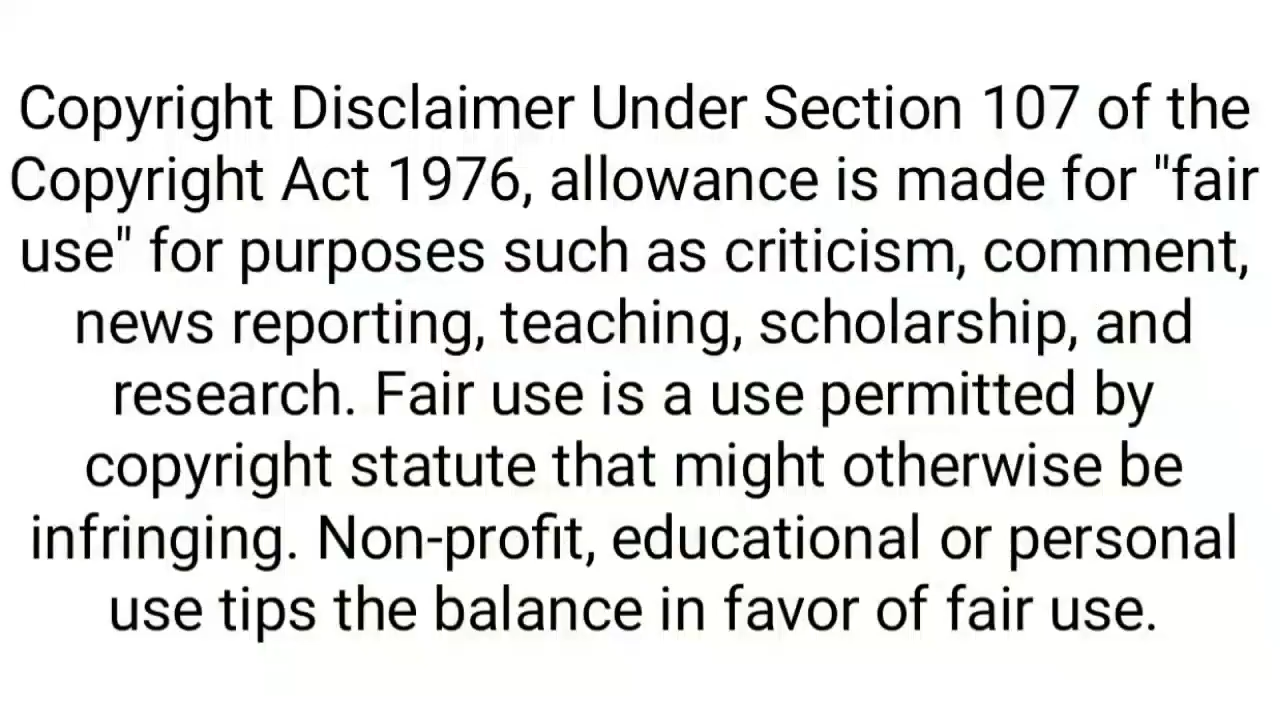 Copyright Disclaimer Under Section 107 of the
Copyright Act 1976, allowance is made for "fair
use" for purposes such as criticism, comment,
news reporting, teaching, scholarship, and
research. Fair use is a use permitted by
copyright statute that might otherwise be
infringing. Non-profit, educational or personal
use tips the balance in favor of fair use.